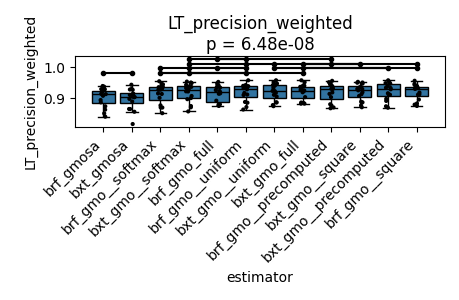 LT_precision_weighted
p = 6.48e-08
LT_precision_weighted
1.0
0.9
brf_gmosa
bxt_gmosa
brf_gmo__softmax
bxt_gmo__softmax
brf_gmo_full
brf_gmo__uniform
bxt_gmo__uniform
bxt_gmo_full
brf_gmo__precomputed
bxt_gmo__square
bxt_gmo__precomputed
brf_gmo__square
estimator